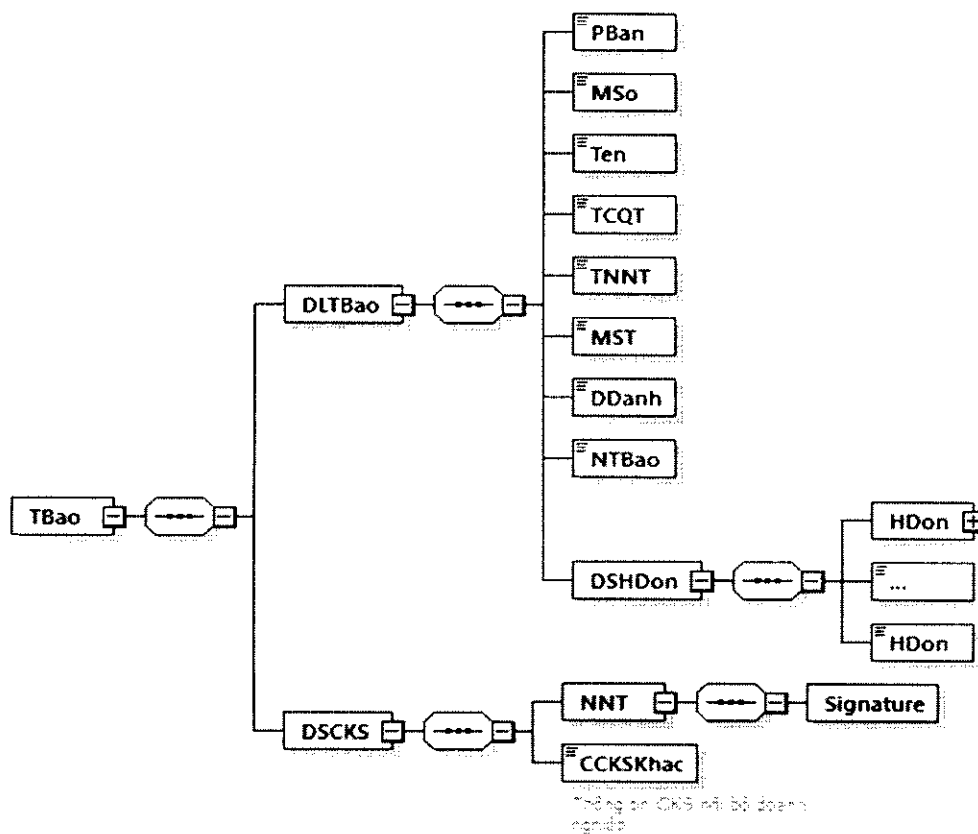 PBan
MSo
Ten
TCQT
TNNT
DLTBao
MST
DDanh
NTBao
TBao
HDon
DSHDon
...
HDon
NNT
Signature
DSCKS
CCKSKhac